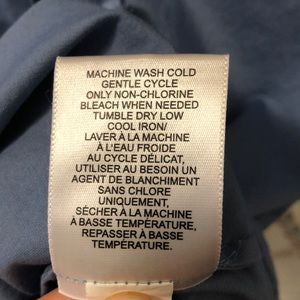 MACHINE WASH COLD
GENTLE CYCLE
ONLY NON-CHLORINE
BLEACH WHEN NEEDED
TUMBLE DRY LOW
COOL IRON/
LAVER À LA MACHINE
À L'EAU FROIDE
AU CYCLE DÉLICAT,
UTILISER AU BESOIN UN
AGENT DE BLANCHIMENT
SANS CHLORE
UNIQUEMENT,
SÉCHER À LA MACHINE
À BASSE TEMPÉRATURE,
REPASSER À BASSE
TEMPÉRATURE.